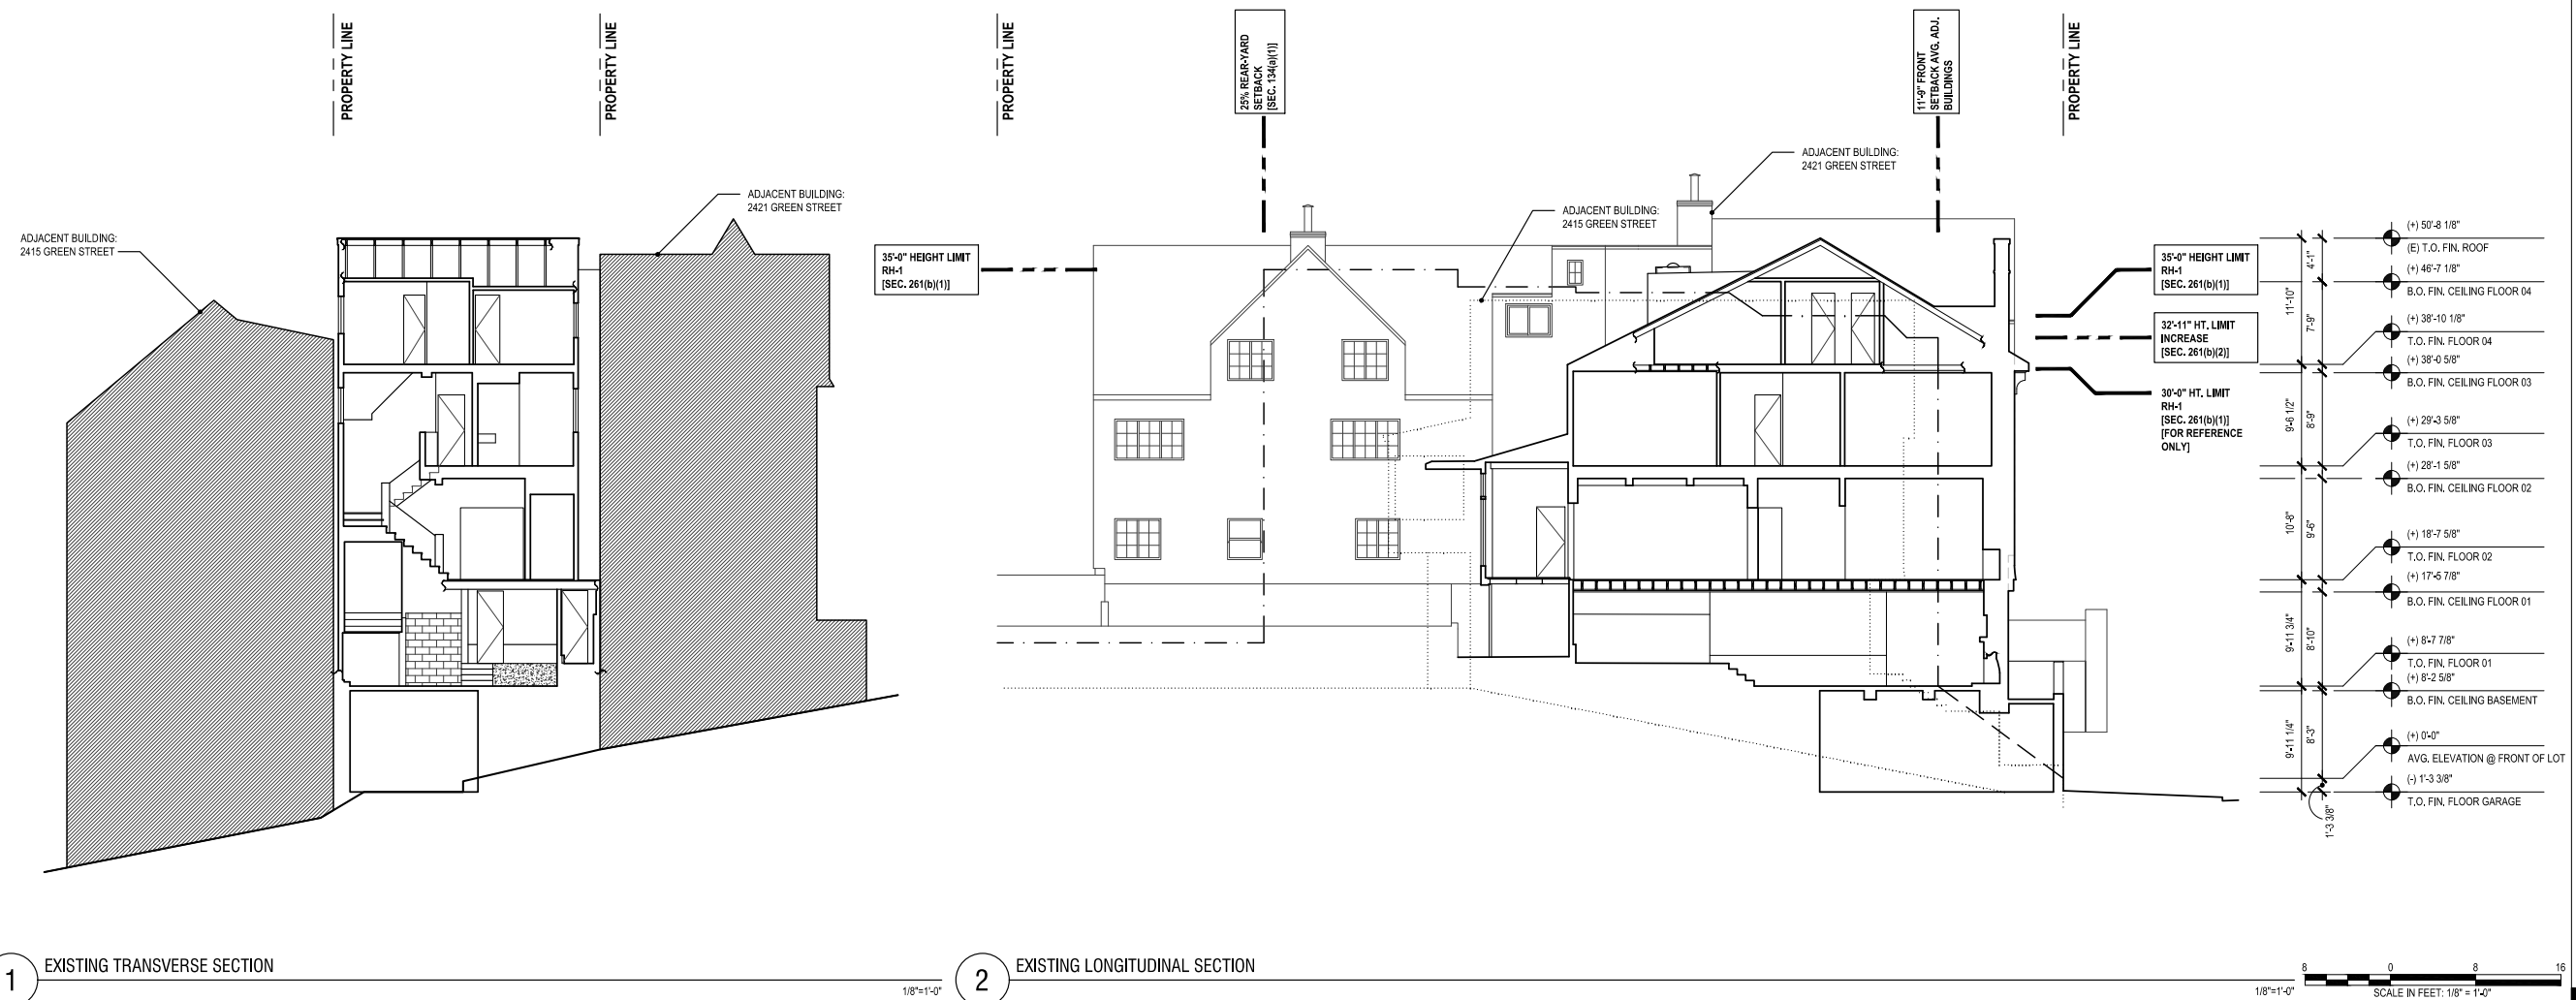 PROPERTY LINE
PROPERTY LINE
PROPERTY LINE
25% REAR-YARD
SETBACK
[SEC. 134(a)(1)]
11'-9" FRONT
SETBACK AVG. ADJ.
BUILDINGS
PROPERTY LINE
ADJACENT BUILDING:
2415 GREEN STREET
ADJACENT BUILDING:
2421 GREEN STREET
35'-0" HEIGHT LIMIT
RH-1
[SEC. 261(b)(1)]
ADJACENT BUILDING:
2415 GREEN STREET
ADJACENT BUILDING:
2421 GREEN STREET
35'-0" HEIGHT LIMIT
RH-1
[SEC. 261(b)(1)]
32'-11" HT. LIMIT
INCREASE
[SEC. 261(b)(2)]
30'-0" HT. LIMIT
RH-1
[SEC. 261(b)(1)]
[FOR REFERENCE
ONLY]
4'-1"
11'-10"
7'-9"
9'-6 1/2"
8'-9"
10'-8"
9'-6"
9'-11 3/4"
8'-10"
9'-11 1/4"
8'-3"
1'-3 3/8"
(+) 50'-8 1/8"
(E) T.O. FIN. ROOF
(+) 46'-7 1/8"
B.O. FIN. CEILING FLOOR 04
(+) 38'-10 1/8"
T.O. FIN. FLOOR 04
(+) 38'-0 5/8"
B.O. FIN. CEILING FLOOR 03
(+) 29'-3 5/8"
T.O. FIN. FLOOR 03
(+) 28'-1 5/8"
B.O. FIN. CEILING FLOOR 02
(+) 18'-7 5/8"
T.O. FIN. FLOOR 02
(+) 17'-5 7/8"
B.O. FIN. CEILING FLOOR 01
(+) 8'-7 7/8"
T.O. FIN. FLOOR 01
(+) 8'-2 5/8"
B.O. FIN. CEILING BASEMENT
(+) 0'-0"
AVG. ELEVATION @ FRONT OF LOT
(-) 1'-3 3/8"
T.O. FIN. FLOOR GARAGE
1
EXISTING TRANSVERSE SECTION
1/8"=1'-0"
2
EXISTING LONGITUDINAL SECTION
1/8"=1'-0"
8 0 8 16
SCALE IN FEET: 1/8" = 1'-0"